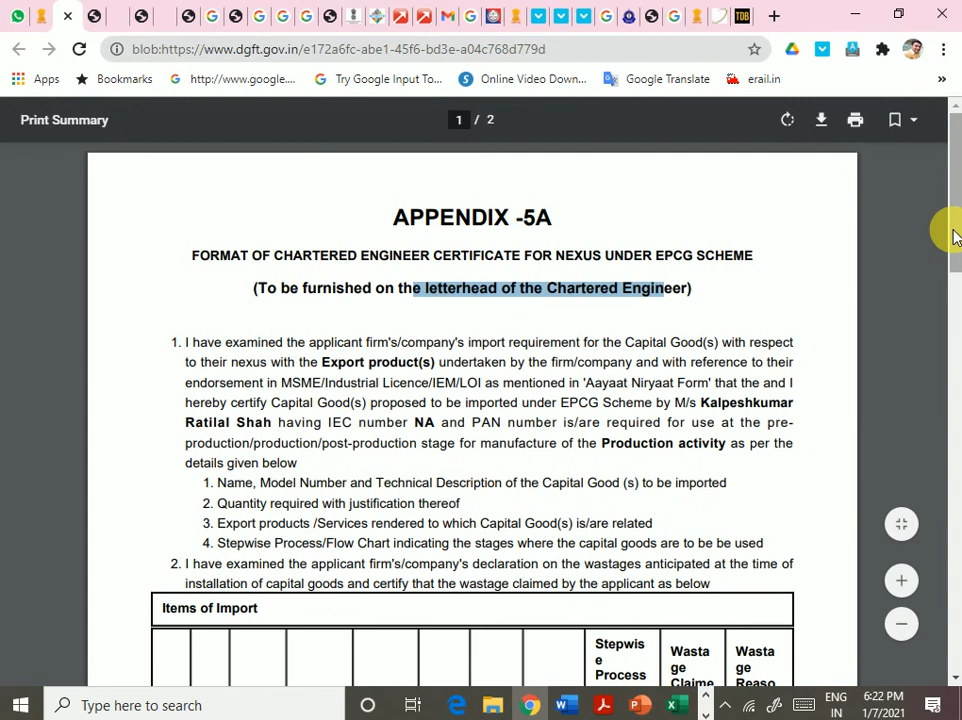 blob:https://www.dgft.gov.in/e172a6fc-abe1-45f6-bd3e-a04c768d779d
Apps
Bookmarks
http://www.google....
Try Google Input To...
Online Video Down...
Google Translate
erail.in
»
Print Summary
1 / 2
APPENDIX -5A
FORMAT OF CHARTERED ENGINEER CERTIFICATE FOR NEXUS UNDER EPCG SCHEME
(To be furnished on the letterhead of the Chartered Engineer)
1. I have examined the applicant firm's/company's import requirement for the Capital Good(s) with respect
to their nexus with the Export product(s) undertaken by the firm/company and with reference to their
endorsement in MSME/Industrial Licence/IEM/LOI as mentioned in 'Aayaat Niryaat Form' that the and I
hereby certify Capital Good(s) proposed to be imported under EPCG Scheme by M/s Kalpeshkumar
Ratilal Shah having IEC number NA and PAN number is/are required for use at the pre-
production/production/post-production stage for manufacture of the Production activity as per the
details given below
1. Name, Model Number and Technical Description of the Capital Good (s) to be imported
2. Quantity required with justification thereof
3. Export products /Services rendered to which Capital Good(s) is/are related
4. Stepwise Process/Flow Chart indicating the stages where the capital goods are to be be used
2. I have examined the applicant firm's/company's declaration on the wastages anticipated at the time of
installation of capital goods and certify that the wastage claimed by the applicant as below
Items of Import
Stepwis
e
Process
Wasta
ge
Claime
Wasta
ge
Reaso
Type here to search
ENG
IN
6:22 PM
1/7/2021